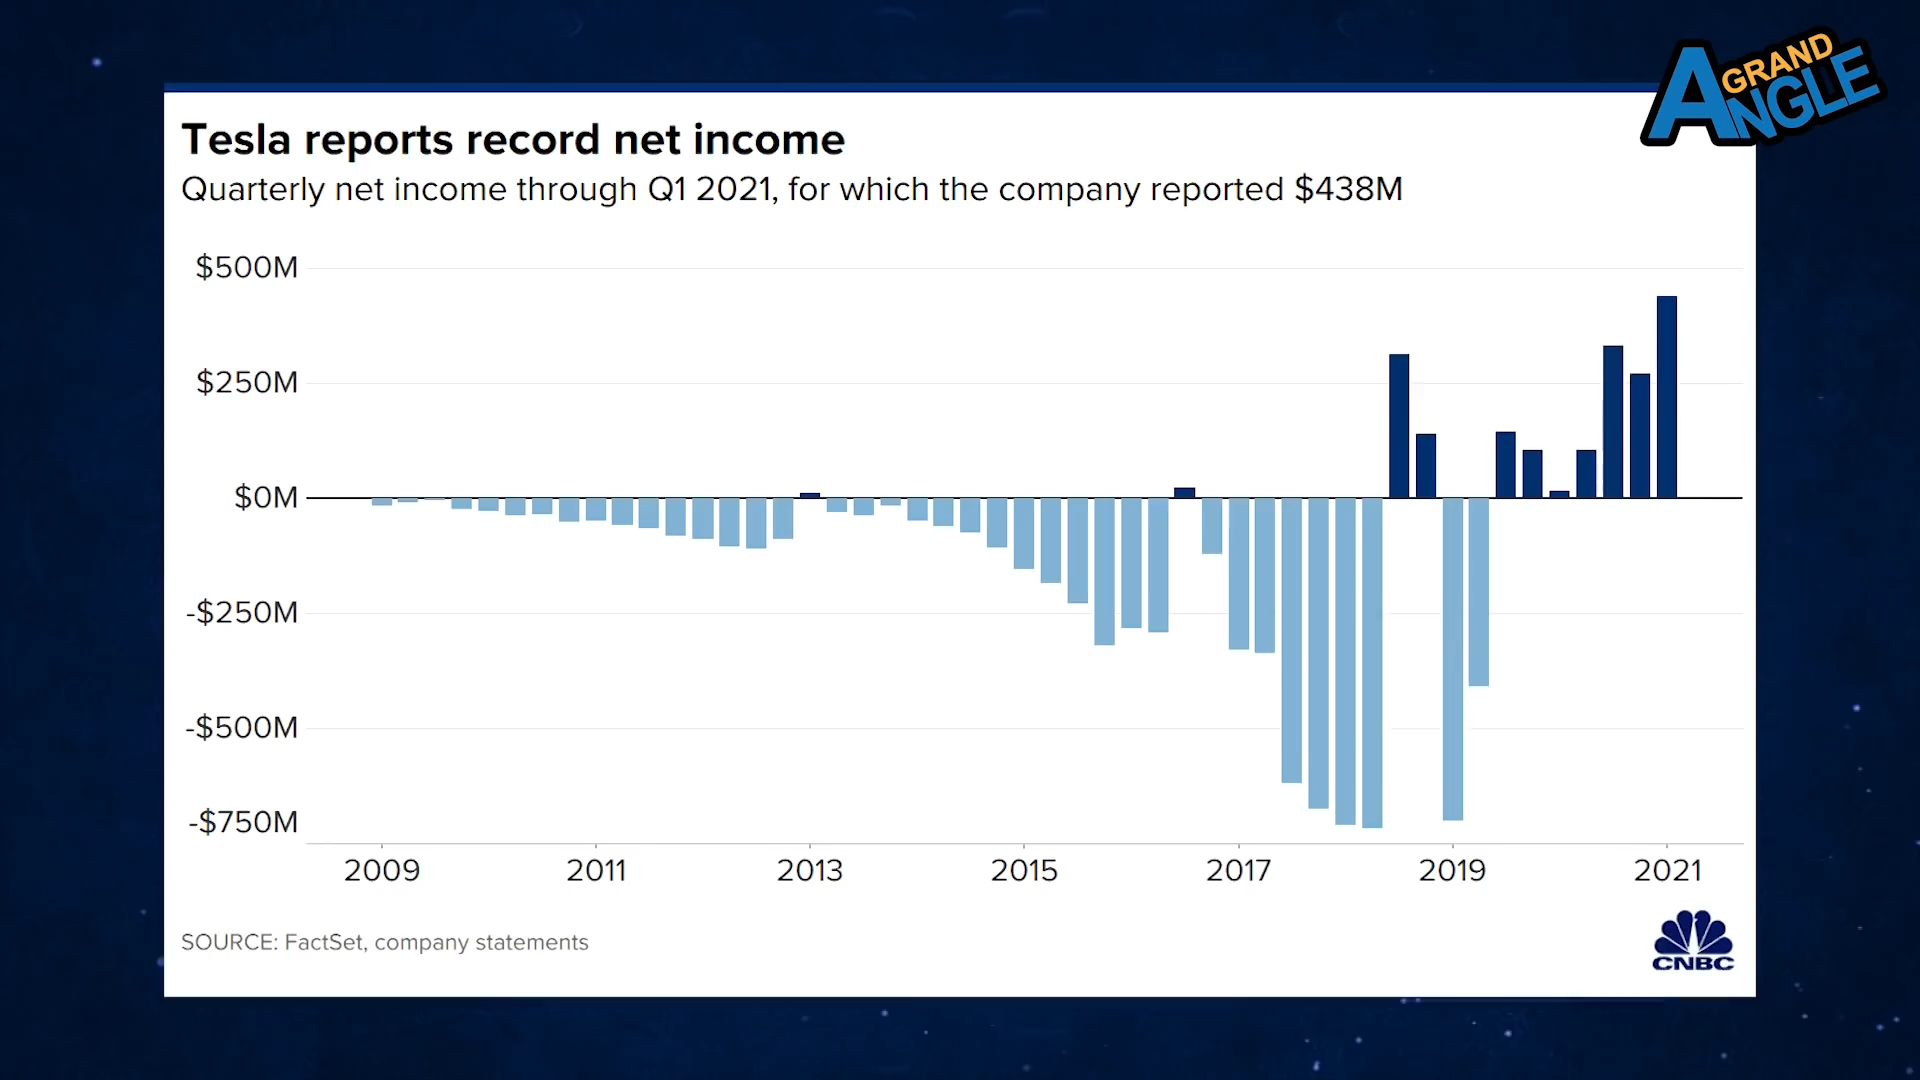 A GRAND
ANGLE
Tesla reports record net income
Quarterly net income through Q1 2021, for which the company reported $438M
$500M
$250M
$0M
-$250M
-$500M
-$750M
2009 2011 2013 2015 2017 2019 2021
SOURCE: FactSet, company statements
CNBC